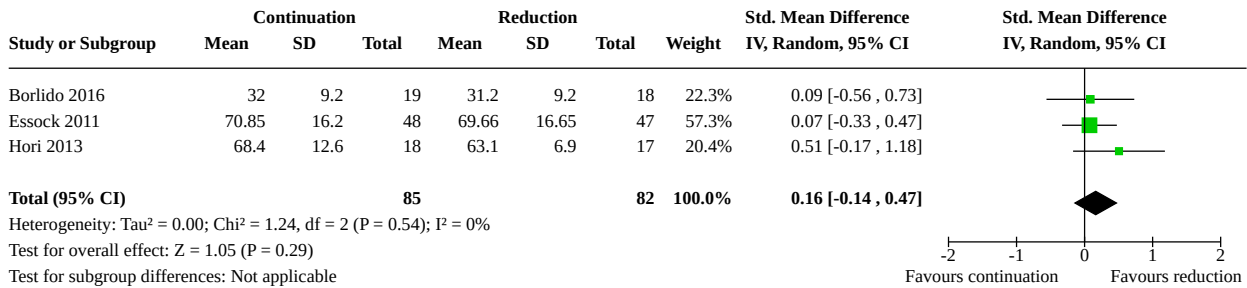 Continuation Reduction Std. Mean Difference Std. Mean Difference
Study or Subgroup Mean SD Total Mean SD Total Weight IV, Random, 95% CI IV, Random, 95% CI
Borlido 2016 32 9.2 19 31.2 9.2 18 22.3% 0.09 [-0.56 , 0.73]
Essock 2011 70.85 16.2 48 69.66 16.65 47 57.3% 0.07 [-0.33 , 0.47]
Hori 2013 68.4 12.6 18 63.1 6.9 17 20.4% 0.51 [-0.17 , 1.18]
Total (95% CI) 85 82 100.0% 0.16 [-0.14 , 0.47]
Heterogeneity: Tau² = 0.00; Chi² = 1.24, df = 2 (P = 0.54); I² = 0%
Test for overall effect: Z = 1.05 (P = 0.29)
-2 -1 0 1 2
Test for subgroup differences: Not applicable Favours continuation Favours reduction